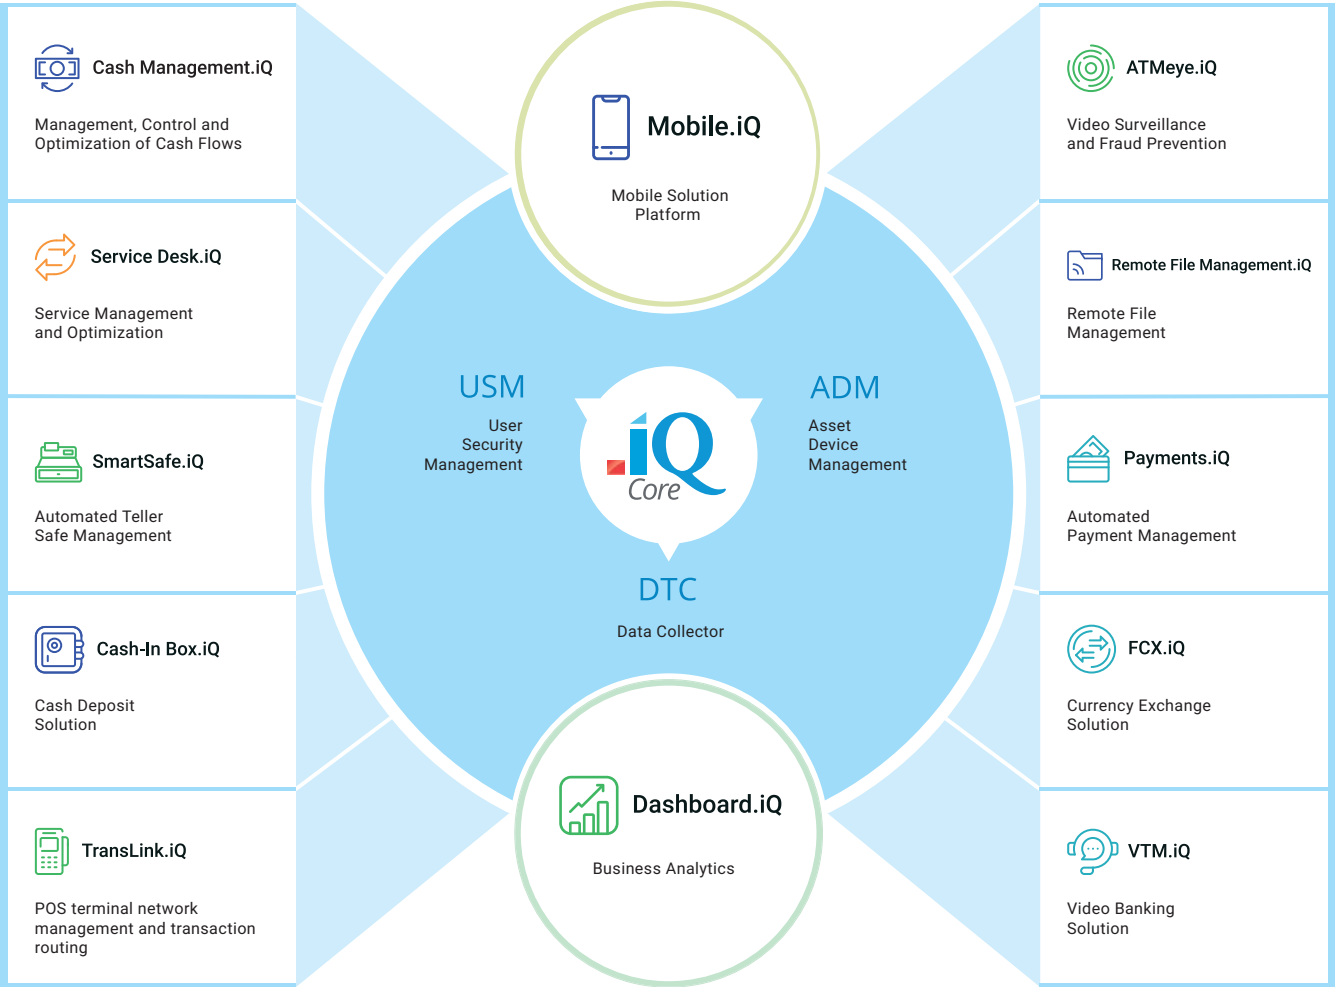 Cash Management.iQ
Management, Control and
Optimization of Cash Flows
Service Desk.iQ
Service Management
and Optimization
SmartSafe.iQ
Automated Teller
Safe Management
Cash-In Box.iQ
Cash Deposit
Solution
TransLink.iQ
POS terminal network
management and transaction
routing
Mobile.iQ
Mobile Solution
Platform
USM
User
Security
Management
.iQ
Core
ADM
Asset
Device
Management
DTC
Data Collector
Dashboard.iQ
Business Analytics
ATMeye.iQ
Video Surveillance
and Fraud Prevention
Remote File Management.iQ
Remote File
Management
Payments.iQ
Automated
Payment Management
FCX.iQ
Currency Exchange
Solution
VTM.iQ
Video Banking
Solution